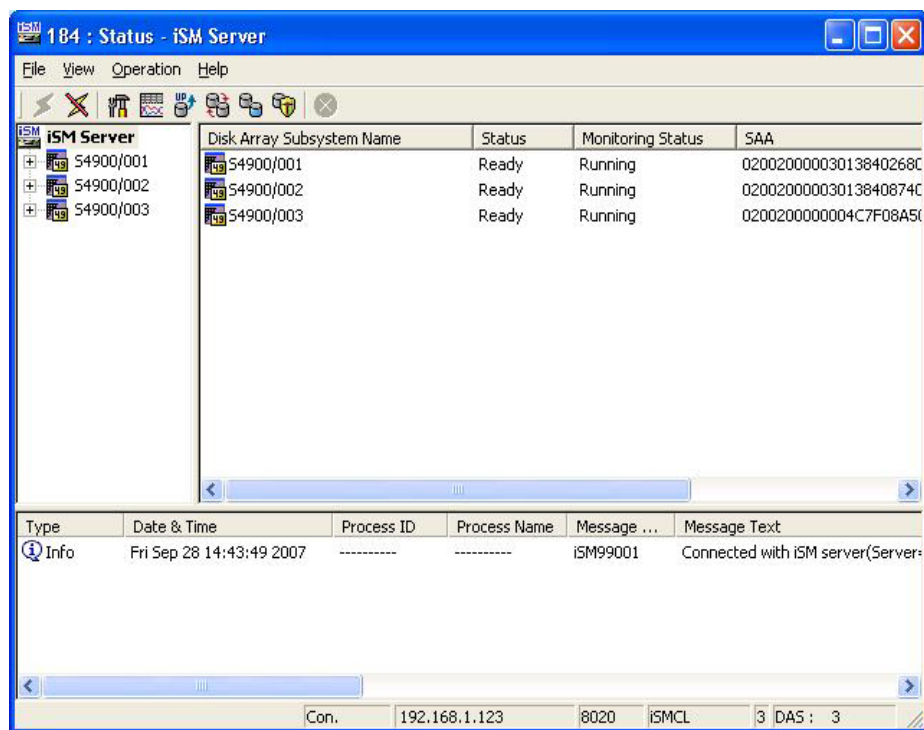 184 : Status - iSM Server
File View Operation Help
UP
iSM Server
S4900/001
S4900/002
S4900/003
Disk Array Subsystem Name Status Monitoring Status SAA
S4900/001 Ready Running
S4900/002 Ready Running
S4900/003 Ready Running
Type Date & Time Process ID Process Name Message ... Message Text
Info Fri Sep 28 14:43:49 2007 ---------- ---------- iSM99001 Connected with iSM server(Server=
Con. 192.168.1.123 8020 iSMCL 3 DAS : 3